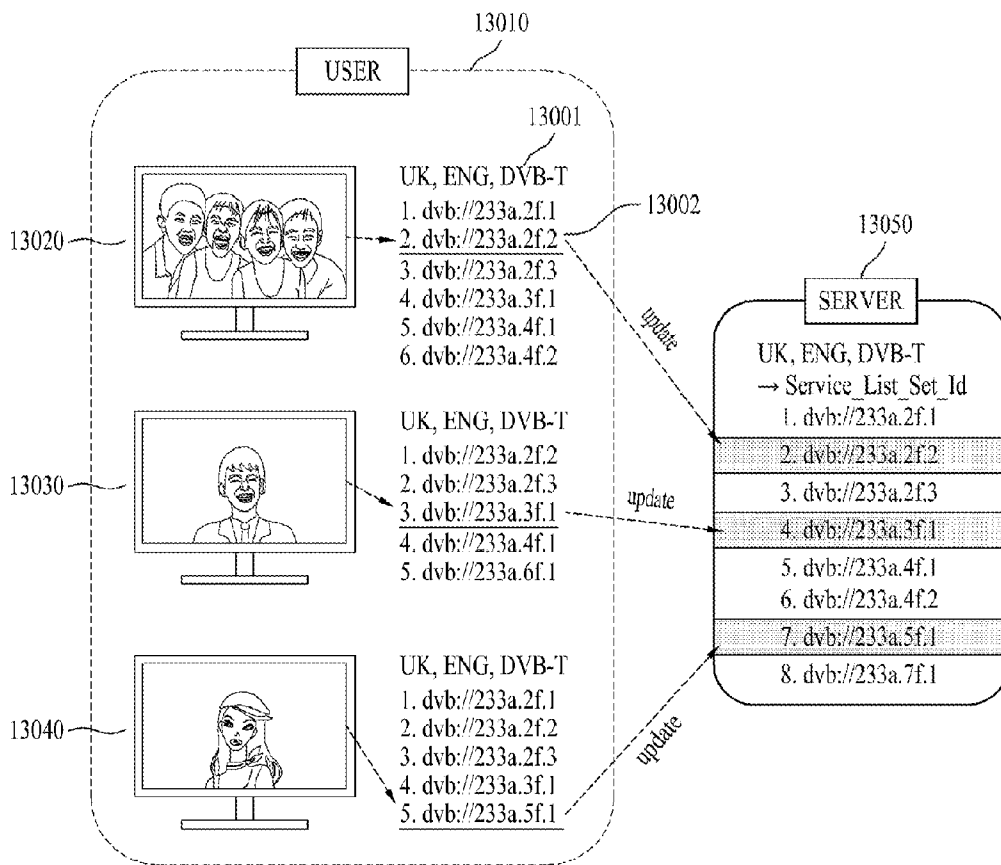 13010
USER
13001
UK, ENG, DVB-T
1. dvb://233a.2f.1
2. dvb://233a.2f.2
3. dvb://233a.2f.3
4. dvb://233a.3f.1
5. dvb://233a.4f.1
6. dvb://233a.4f.2
13002
13020
update
13050
SERVER
UK, ENG, DVB-T
→ Service_List_Set_Id
1. dvb://233a.2f.1
2. dvb://233a.2f.2
3. dvb://233a.2f.3
4. dvb://233a.3f.1
5. dvb://233a.4f.1
6. dvb://233a.4f.2
7. dvb://233a.5f.1
8. dvb://233a.7f.1
13030
UK, ENG, DVB-T
1. dvb://233a.2f.2
2. dvb://233a.2f.3
3. dvb://233a.3f.1
4. dvb://233a.4f.1
5. dvb://233a.6f.1
update
13040
UK, ENG, DVB-T
1. dvb://233a.2f.1
2. dvb://233a.2f.2
3. dvb://233a.2f.3
4. dvb://233a.3f.1
5. dvb://233a.5f.1
update